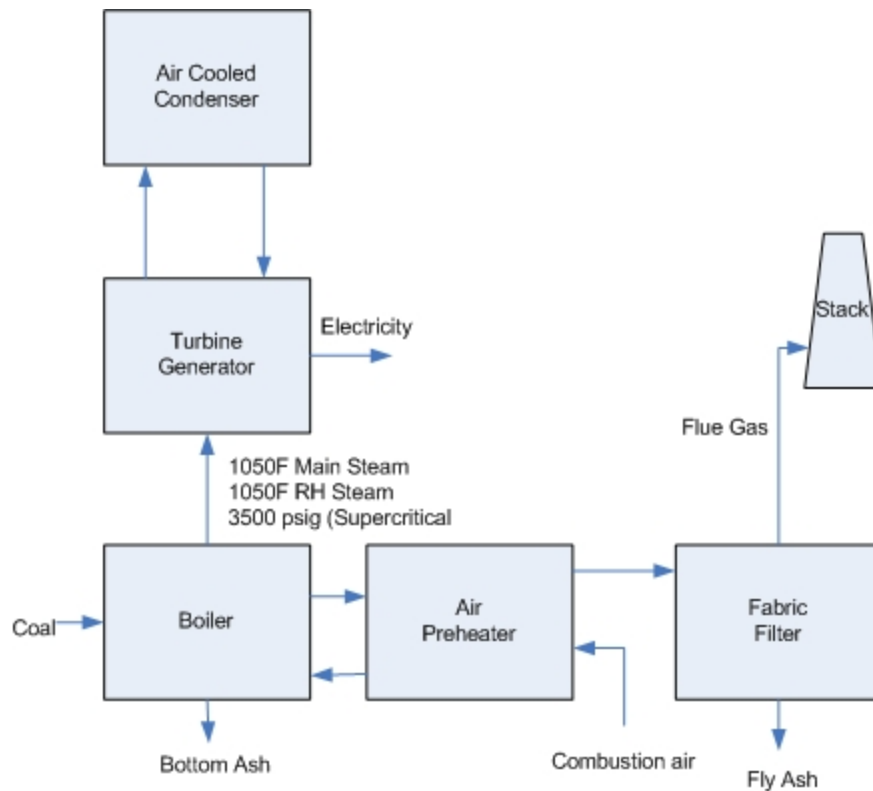 Air Cooled
Condenser
Stack
Turbine
Generator
Electricity
Flue Gas
1050F Main Steam
1050F RH Steam
3500 psig (Supercritical
Coal
Boiler
Air
Preheater
Fabric
Filter
Bottom Ash
Combustion air
Fly Ash